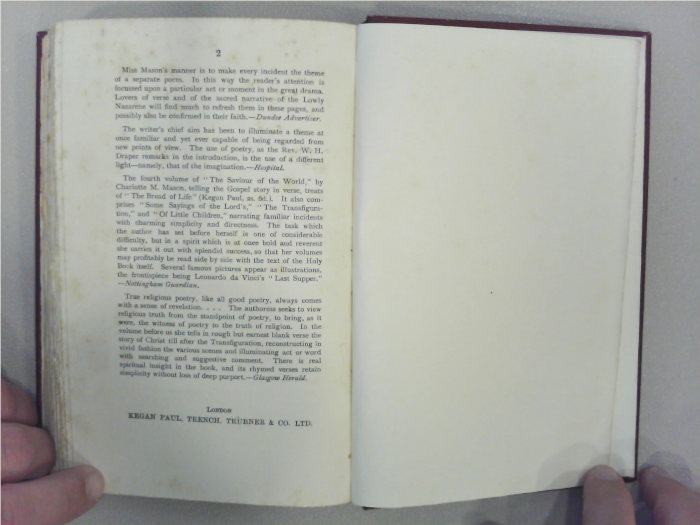 2
Miss Mason's manner is to make every incident the theme
of a separate poem. In this way the reader's attention is
focussed upon a particular act or moment in the great drama.
Lovers of verse and of the sacred narrative of the Lowly
Nazarene will find much to refresh them in these pages, and
possibly also be confirmed in their faith.—Dundee Advertiser.
The writer's chief aim has been to illuminate a theme at
once familiar and yet ever capable of being regarded from
new points of view. The use of poetry, as the Rev. W. H.
Draper remarks in the introduction, is the use of a different
light—namely, that of the imagination.—Hospital.
The fourth volume of "The Saviour of the World," by
Charlotte M. Mason, telling the Gospel story in verse, treats
of "The Bread of Life" (Kegan Paul, 2s. 6d.). It also com-
prises "Some Sayings of the Lord's," "The Transfigura-
tion," and "Of Little Children," narrating familiar incidents
with charming simplicity and directness. The task which
the author has set before herself is one of considerable
difficulty, but in a spirit which is at once bold and reverent
she carries it out with splendid success, so that her volumes
may profitably be read side by side with the text of the Holy
Book itself. Several famous pictures appear as illustrations,
the frontispiece being Leonardo da Vinci's "Last Supper."
—Nottingham Guardian.
True religious poetry, like all good poetry, always comes
with a sense of revelation. . . . The authoress seeks to view
religious truth from the standpoint of poetry, to bring, as it
were, the witness of poetry to the truth of religion. In the
volume before us she tells in rough but earnest blank verse the
story of Christ till after the Transfiguration, reconstructing in
vivid fashion the various scenes and illuminating act or word
with searching and suggestive comment. There is real
spiritual insight in the book, and its rhymed verses retain
simplicity without loss of deep purport.—Glasgow Herald.
London
KEGAN PAUL, TRENCH, TRÜBNER & CO. LTD.